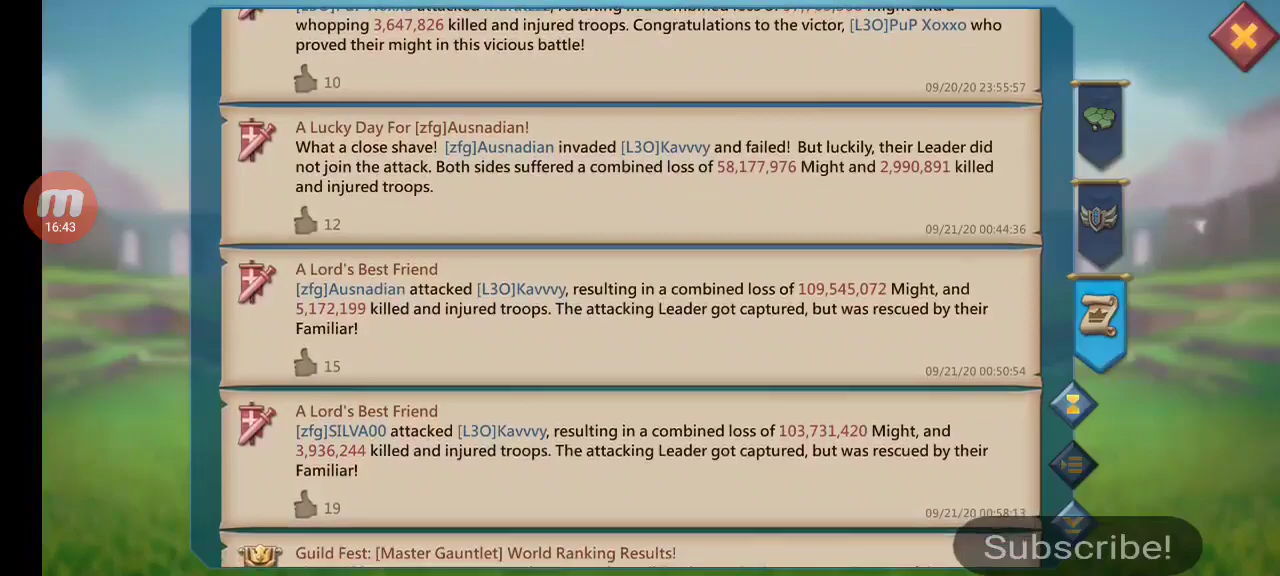 whopping 3,647,826 killed and injured troops. Congratulations to the victor, [L3O]PuP Xoxxo who
proved their might in this vicious battle!
10
09/20/20 23:55:57
A Lucky Day For [zfg]Ausnadian!
What a close shave! [zfg]Ausnadian invaded [L3O]Kavvvy and failed! But luckily, their Leader did
not join the attack. Both sides suffered a combined loss of 58,177,976 Might and 2,990,891 killed
and injured troops.
12
09/21/20 00:44:36
16:43
A Lord's Best Friend
[zfg]Ausnadian attacked [L3O]Kavvvy, resulting in a combined loss of 109,545,072 Might, and
5,172,199 killed and injured troops. The attacking Leader got captured, but was rescued by their
Familiar!
15
09/21/20 00:50:54
A Lord's Best Friend
[zfg]SILVA00 attacked [L3O]Kavvvy, resulting in a combined loss of 103,731,420 Might, and
3,936,244 killed and injured troops. The attacking Leader got captured, but was rescued by their
Familiar!
19
09/21/20 00:58:13
Guild Fest: [Master Gauntlet] World Ranking Results!
Subscribe!